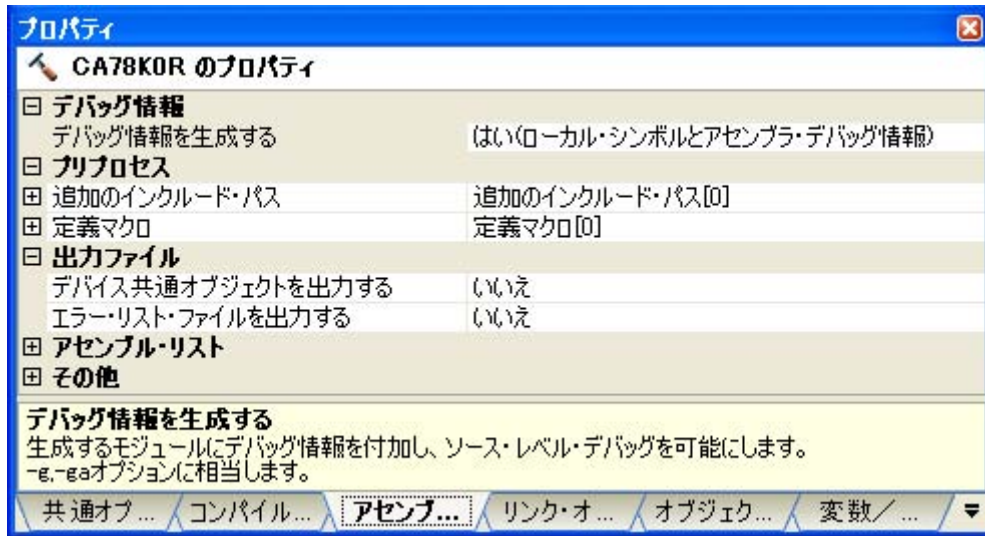 プロパティ
CA78K0R のプロパティ
デバッグ情報
デバッグ情報を生成する はい(ローカル・シンボルとアセンブラ・デバッグ情報)
プリプロセス
追加のインクルード・パス 追加のインクルード・パス[0]
定義マクロ 定義マクロ[0]
出力ファイル
デバイス共通オブジェクトを出力する いいえ
エラー・リスト・ファイルを出力する いいえ
アセンブル・リスト
その他
デバッグ情報を生成する
生成するモジュールにデバッグ情報を付加し、ソース・レベル・デバッグを可能にします。
-g,-gaオプションに相当します。
共通オプ... コンパイル... アセンブ... リンク・オ... オブジェク... 変数／...